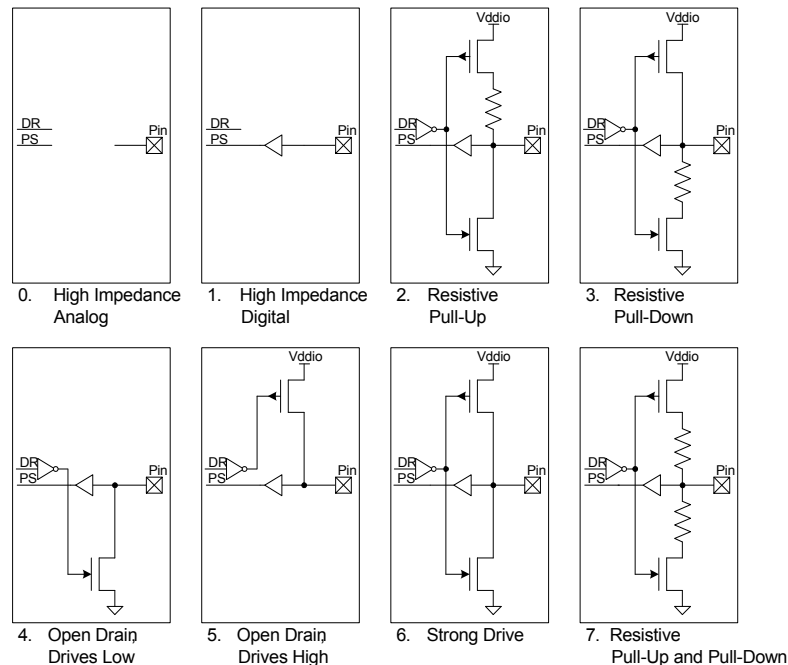 DR
PS
Pin
0. High Impedance
Analog
DR
PS
Pin
1. High Impedance
Digital
Vddio
DR
PS
Pin
2. Resistive
Pull-Up
Vddio
DR
PS
Pin
3. Resistive
Pull-Down
DR
PS
Pin
4. Open Drain,
Drives Low
Vddio
DR
PS
Pin
5. Open Drain,
Drives High
Vddio
DR
PS
Pin
6. Strong Drive
Vddio
DR
PS
Pin
7. Resistive
Pull-Up and Pull-Down